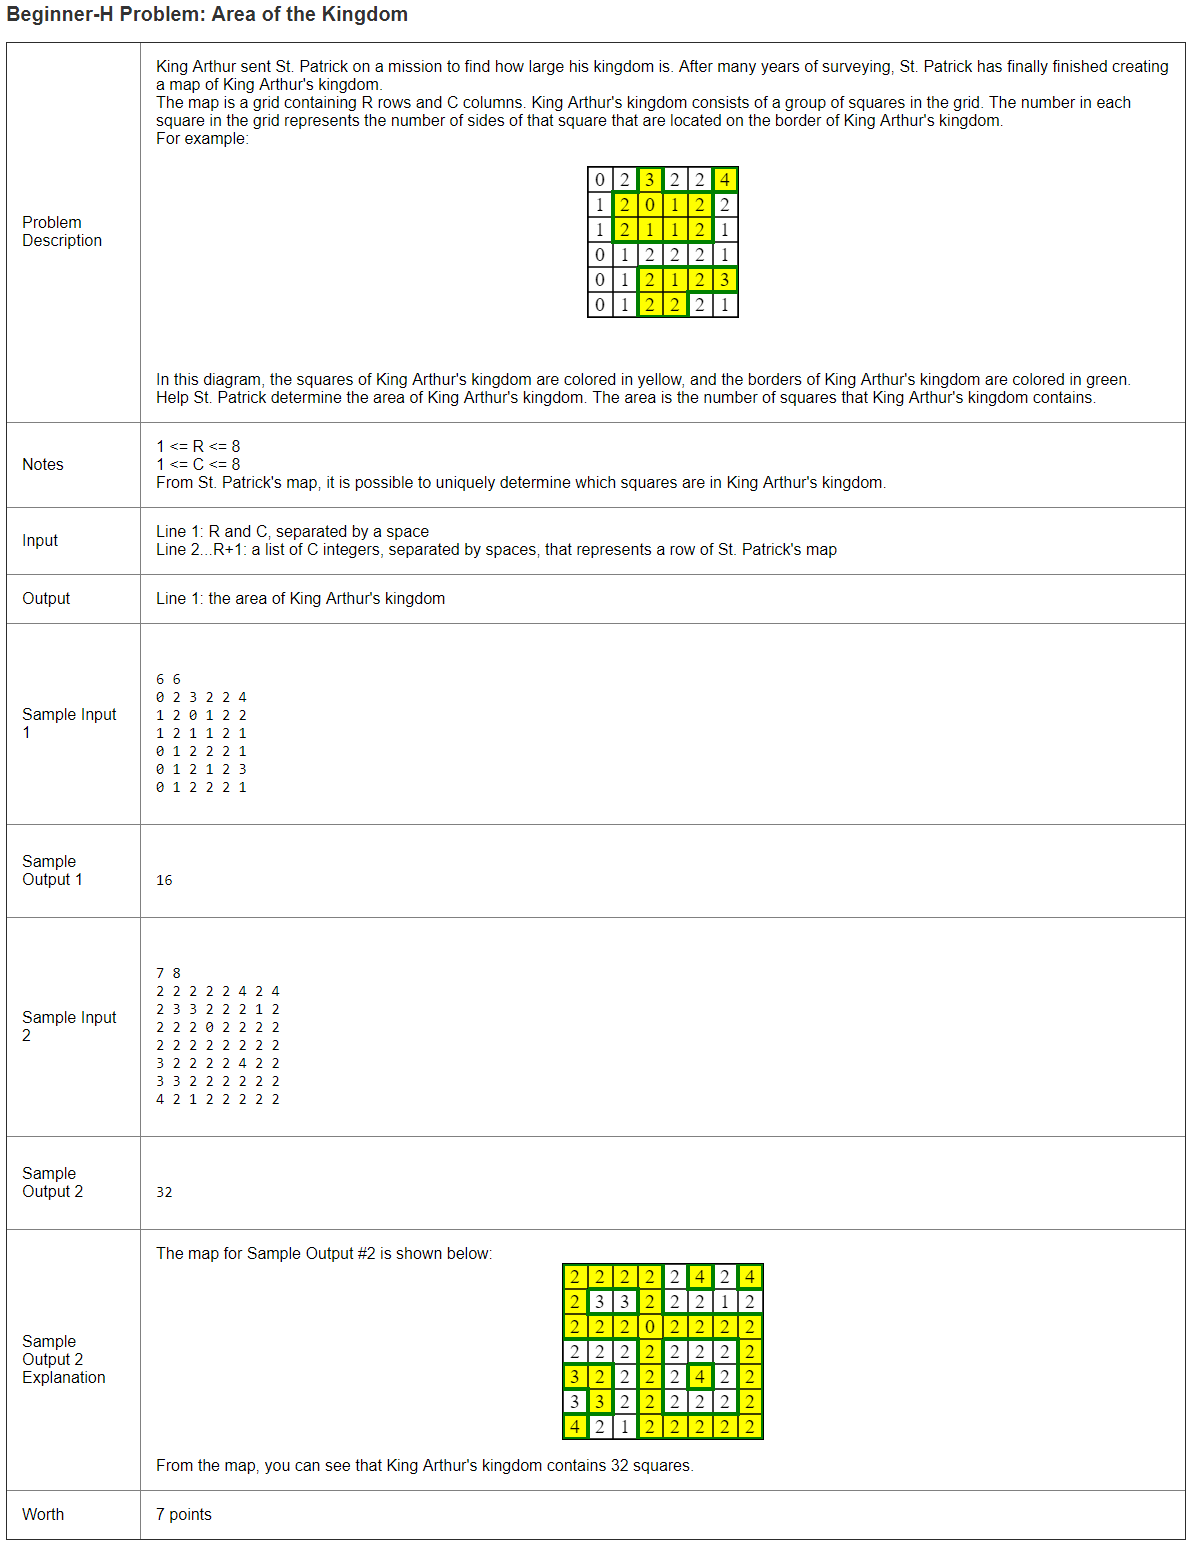 Beginner-H Problem: Area of the Kingdom
Problem
Description
King Arthur sent St. Patrick on a mission to find how large his kingdom is. After many years of surveying, St. Patrick has finally finished creating
a map of King Arthur's kingdom.
The map is a grid containing R rows and C columns. King Arthur's kingdom consists of a group of squares in the grid. The number in each
square in the grid represents the number of sides of that square that are located on the border of King Arthur's kingdom.
For example:
0 2 3 2 2 4
1 2 0 1 2 2
1 2 1 1 2 1
0 1 2 2 2 1
0 1 2 1 2 3
0 1 2 2 2 1
In this diagram, the squares of King Arthur's kingdom are colored in yellow, and the borders of King Arthur's kingdom are colored in green.
Help St. Patrick determine the area of King Arthur's kingdom. The area is the number of squares that King Arthur's kingdom contains.
Notes
1 <= R <= 8
1 <= C <= 8
From St. Patrick's map, it is possible to uniquely determine which squares are in King Arthur's kingdom.
Input
Line 1: R and C, separated by a space
Line 2...R+1: a list of C integers, separated by spaces, that represents a row of St. Patrick's map
Output
Line 1: the area of King Arthur's kingdom
Sample Input
1
6 6
0 2 3 2 2 4
1 2 0 1 2 2
1 2 1 1 2 1
0 1 2 2 2 1
0 1 2 1 2 3
0 1 2 2 2 1
Sample
Output 1
16
Sample Input
2
7 8
2 2 2 2 2 4 2 4
2 3 3 2 2 2 1 2
2 2 2 0 2 2 2 2
2 2 2 2 2 2 2 2
3 2 2 2 2 4 2 2
3 3 2 2 2 2 2 2
4 2 1 2 2 2 2 2
Sample
Output 2
32
Sample
Output 2
Explanation
The map for Sample Output #2 is shown below:
2 2 2 2 2 4 2 4
2 3 3 2 2 2 1 2
2 2 2 0 2 2 2 2
2 2 2 2 2 2 2 2
3 2 2 2 2 4 2 2
3 3 2 2 2 2 2 2
4 2 1 2 2 2 2 2
From the map, you can see that King Arthur's kingdom contains 32 squares.
Worth
7 points